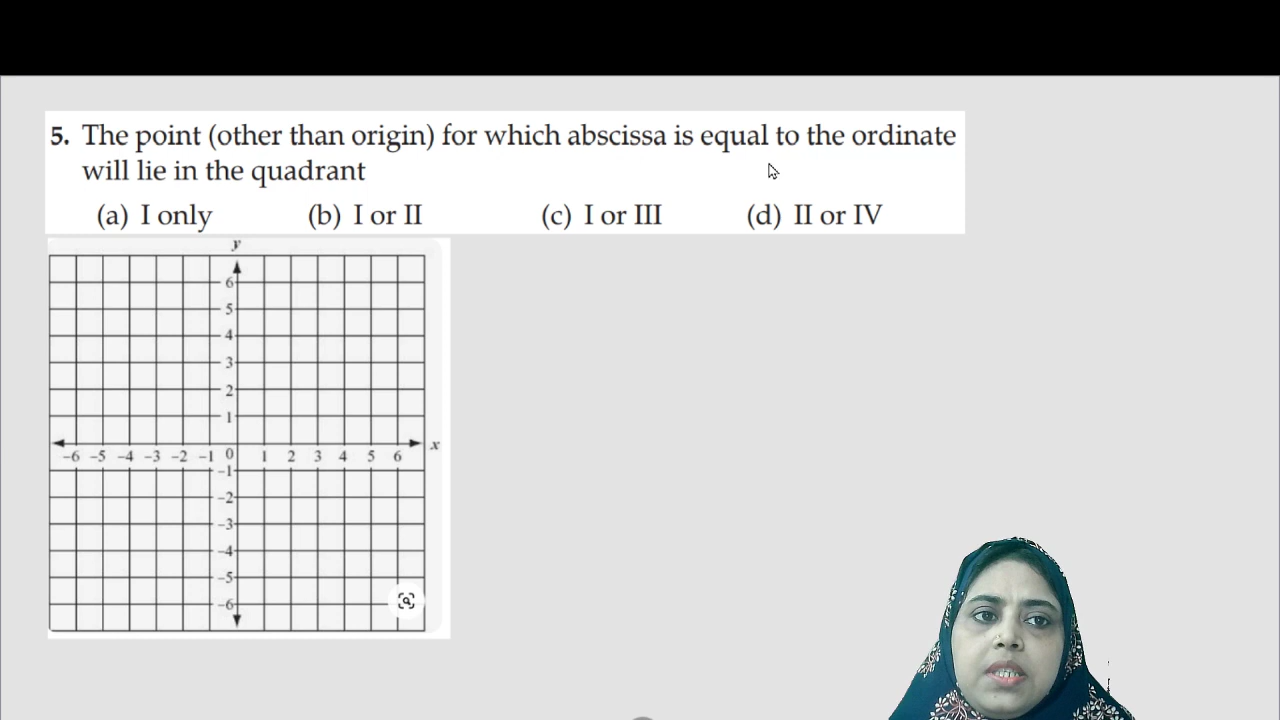 5. The point (other than origin) for which abscissa is equal to the ordinate
will lie in the quadrant
(a) I only (b) I or II (c) I or III (d) II or IV
y
6
5
4
3
2
1
x
−6 −5 −4 −3 −2 −1 0 1 2 3 4 5 6
−1
−2
−3
−4
−5
−6